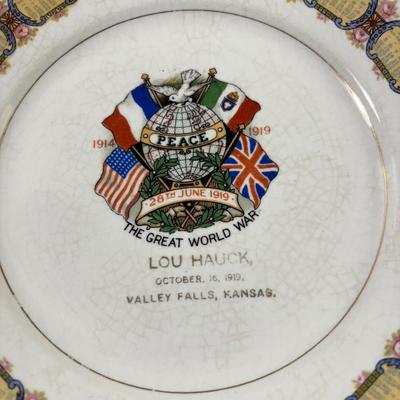 1914 1919
PEACE
28TH JUNE 1919
THE GREAT WORLD WAR
LOU HAUCK,
OCTOBER, 16, 1919,
VALLEY FALLS, KANSAS.